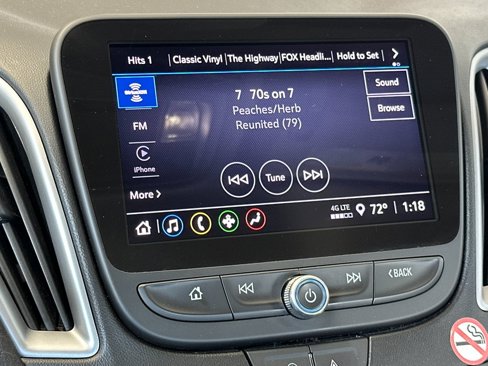 Hits 1 Classic Vinyl The Highway FOX Headli... Hold to Set
SiriusXM
7 70s on 7
Sound
Peaches/Herb
Browse
FM
Reunited (79)
iPhone
Tune
More
4G LTE 72° 1:18
BACK